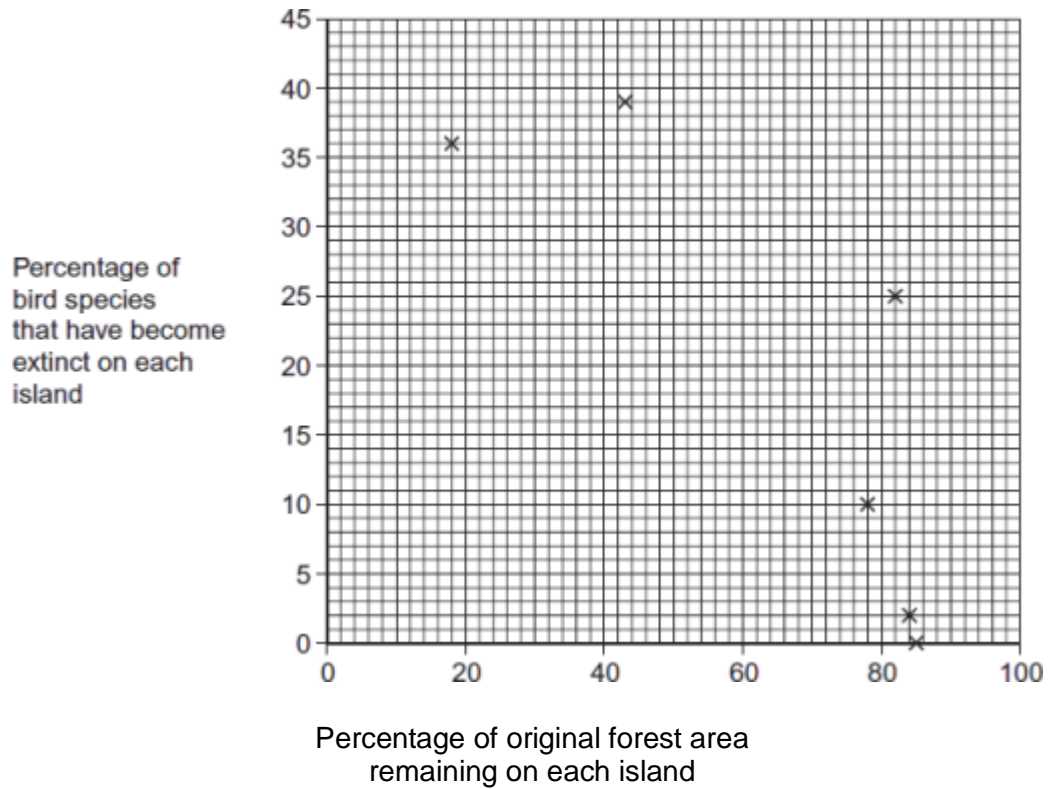 45
40
35
30
25
20
15
10
5
0
Percentage of
bird species
that have become
extinct on each
island
0 20 40 60 80 100
Percentage of original forest area
remaining on each island